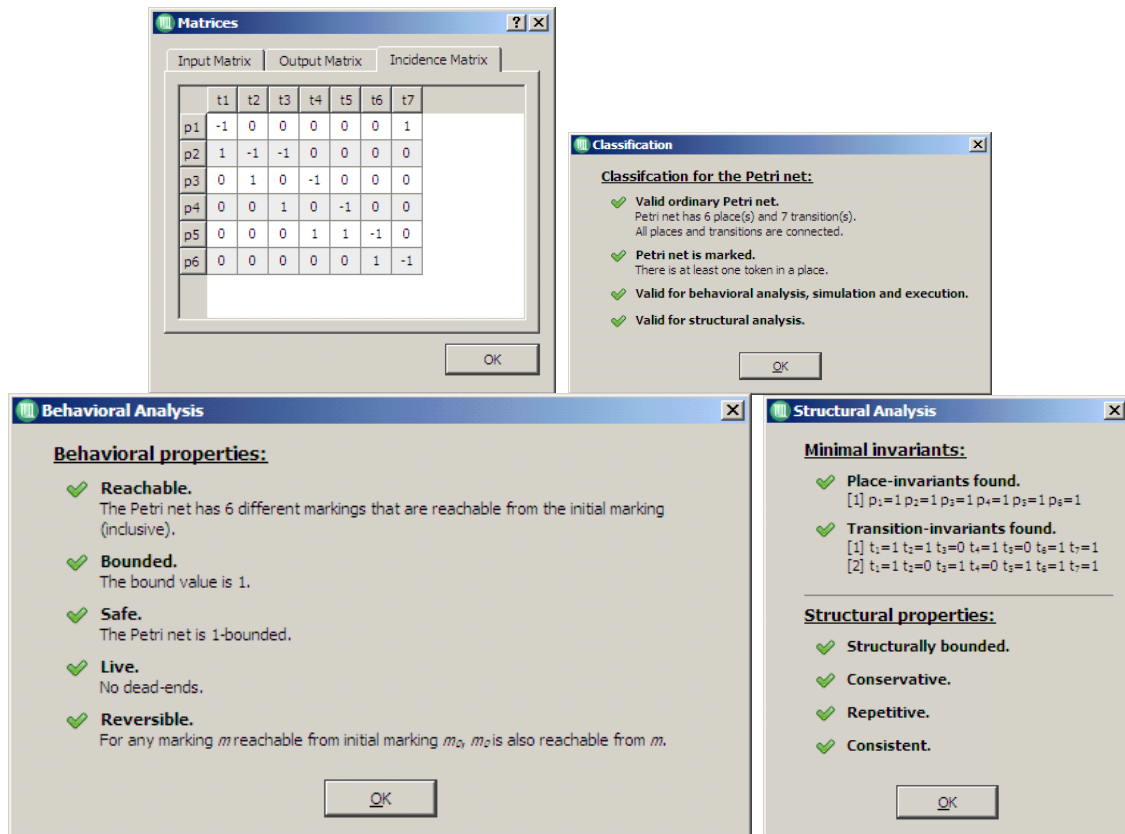 Matrices
Input Matrix Output Matrix Incidence Matrix
t1 t2 t3 t4 t5 t6 t7
p1 -1 0 0 0 0 0 1
p2 1 -1 -1 0 0 0 0
p3 0 1 0 -1 0 0 0
p4 0 0 1 0 -1 0 0
p5 0 0 0 1 1 -1 0
p6 0 0 0 0 0 1 -1
OK
Classification
Classifcation for the Petri net:
Valid ordinary Petri net.
Petri net has 6 place(s) and 7 transition(s).
All places and transitions are connected.
Petri net is marked.
There is at least one token in a place.
Valid for behavioral analysis, simulation and execution.
Valid for structural analysis.
OK
Behavioral Analysis
Behavioral properties:
Reachable.
The Petri net has 6 different markings that are reachable from the initial marking
(inclusive).
Bounded.
The bound value is 1.
Safe.
The Petri net is 1-bounded.
Live.
No dead-ends.
Reversible.
For any marking m reachable from initial marking m₀, m₀ is also reachable from m.
OK
Structural Analysis
Minimal invariants:
Place-invariants found.
[1] p₁=1 p₂=1 p₃=1 p₄=1 p₅=1 p₆=1
Transition-invariants found.
[1] t₁=1 t₂=1 t₃=0 t₄=1 t₅=0 t₆=1 t₇=1
[2] t₁=1 t₂=0 t₃=1 t₄=0 t₅=1 t₆=1 t₇=1
Structural properties:
Structurally bounded.
Conservative.
Repetitive.
Consistent.
OK